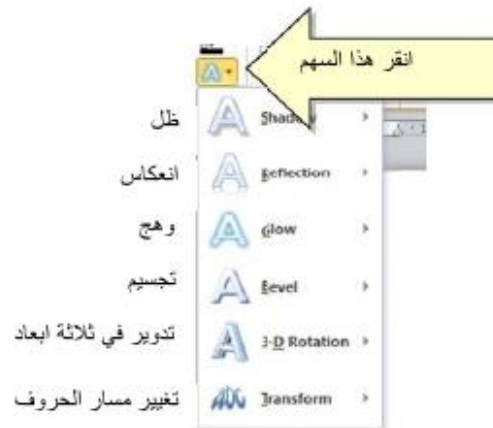 انقر هذا السهم
ظل Shadow
انعكاس Reflection
وهج Glow
تجسيم Bevel
تدوير في ثلاثة ابعاد 3-D Rotation
تغيير مسار الحروف Transform